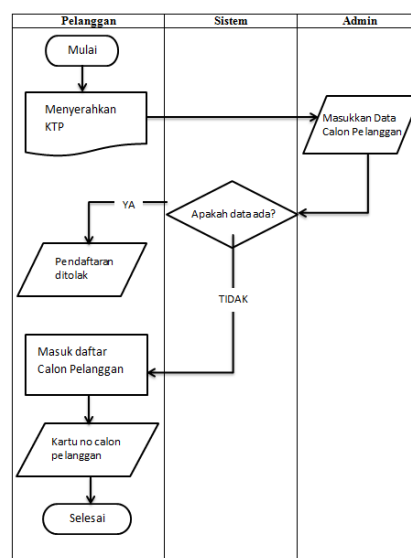 Pelanggan
Sistem
Admin
Mulai
Menyerahkan
KTP
Masukkan Data
Calon Pelanggan
Apakah data ada?
YA
Pendaftaran
ditolak
TIDAK
Masuk daftar
Calon Pelanggan
Kartu no calon
pelanggan
Selesai